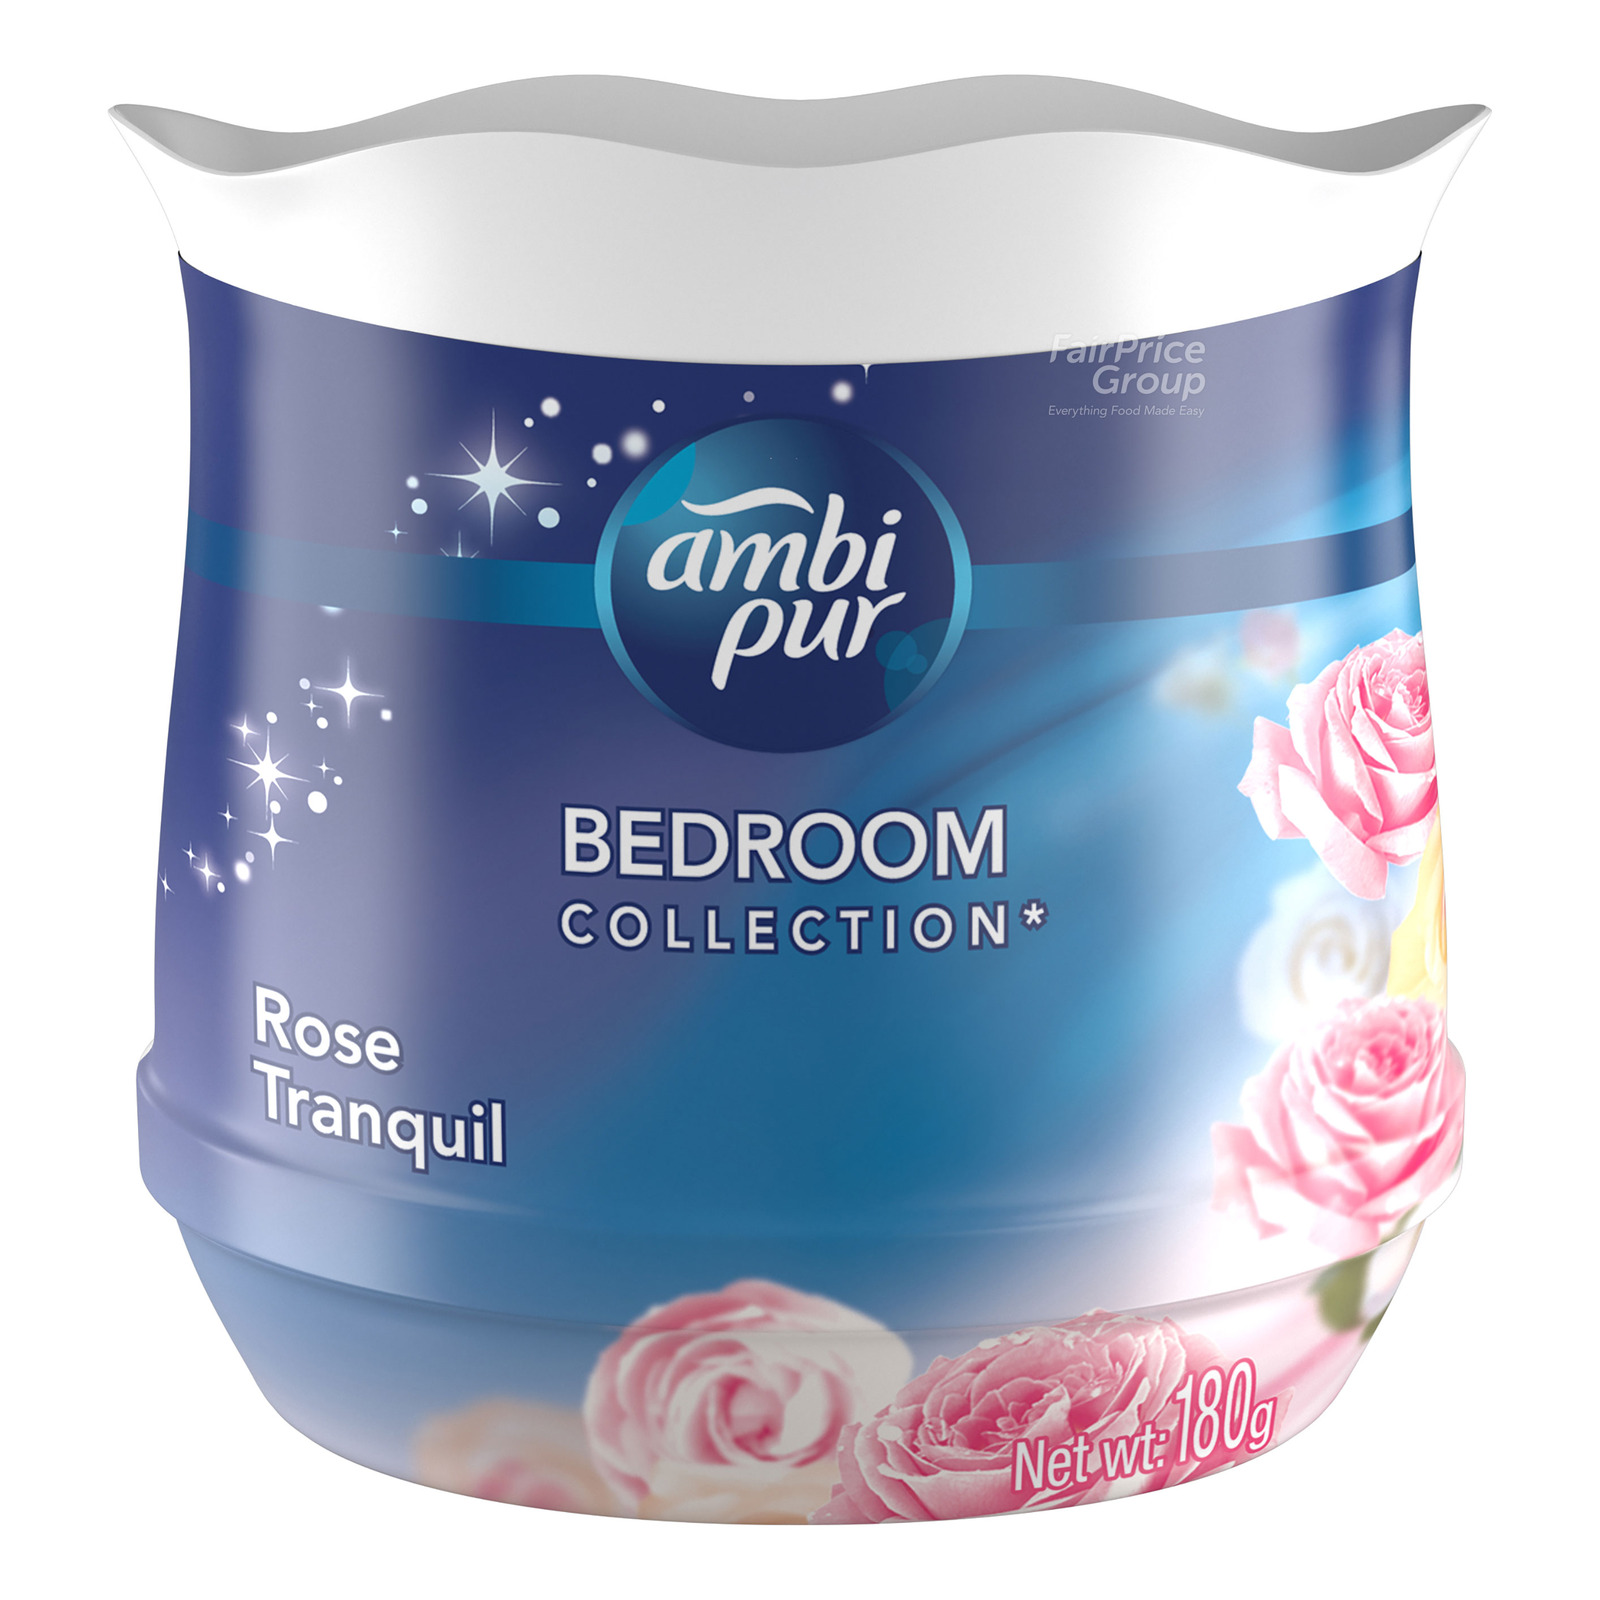 FairPrice
Group
Everything Food Made Easy
ambi
pur
BEDROOM
COLLECTION*
Rose
Tranquil
Net wt: 180g